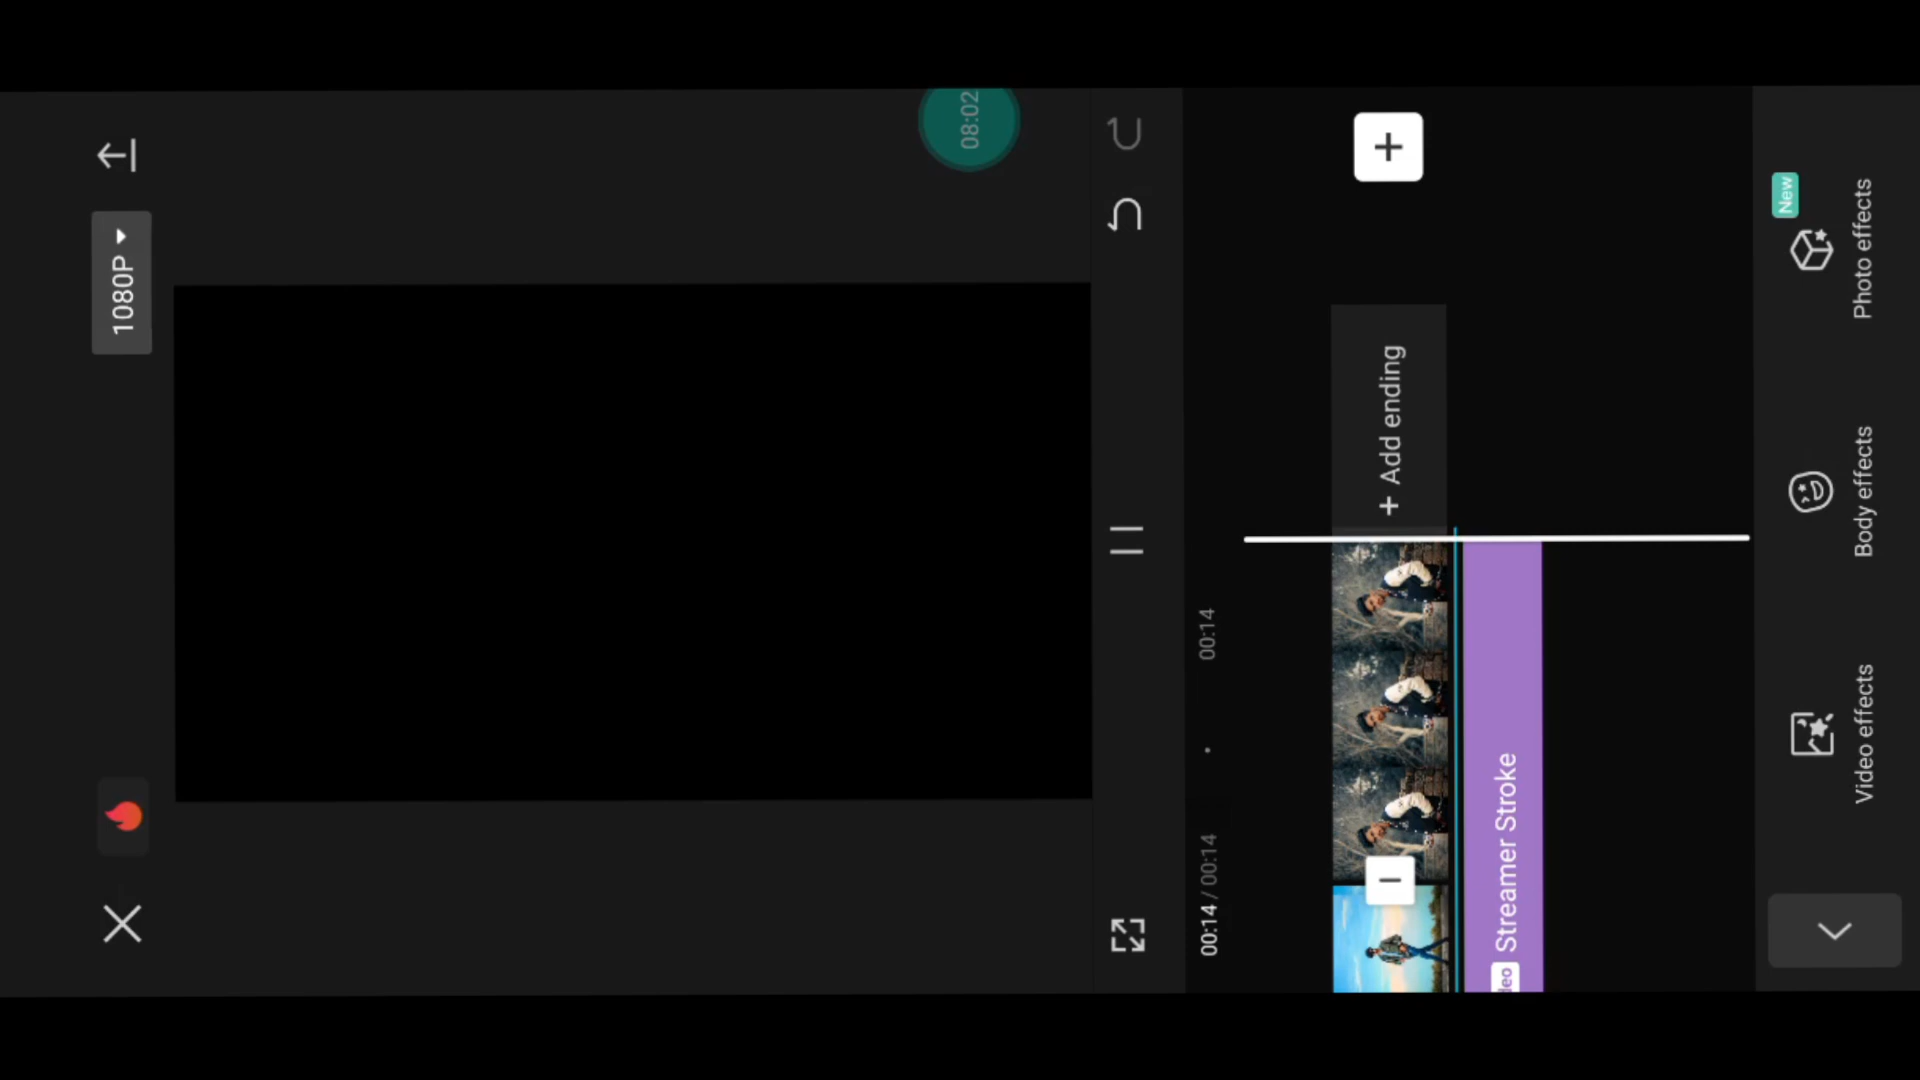 1080P
08:02
00:14 / 00:14
00:14
+ Add ending
deo
Streamer Stroke
Video effects
Body effects
Photo effects
New